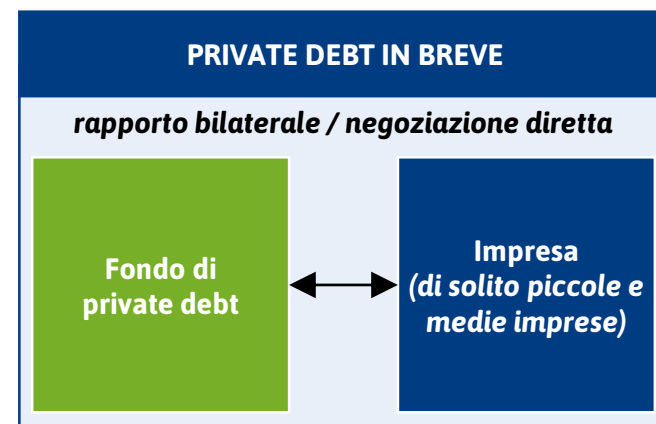 PRIVATE DEBT IN BREVE
rapporto bilaterale / negoziazione diretta
Fondo di
private debt
Impresa
(di solito piccole e
medie imprese)